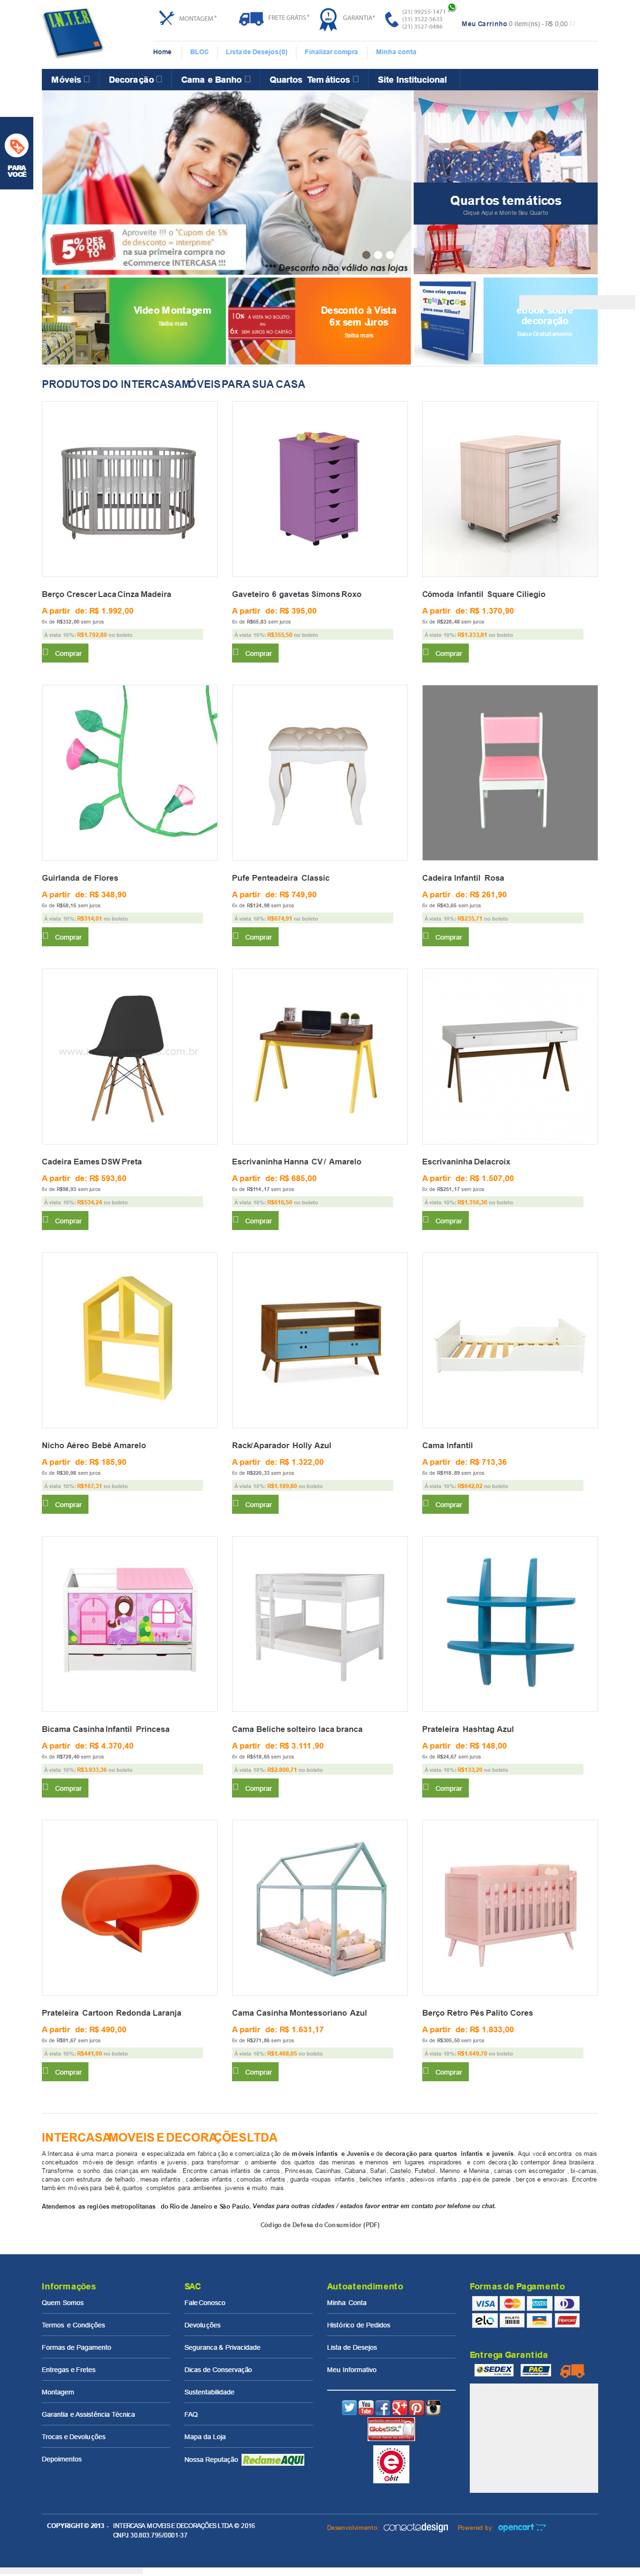 INTER
MONTAGEM*
FRETE GRÁTIS*
1
GARANTIA*
(21) 99255-1471
(11) 3522-5633
(21) 3527-0486
Meu Carrinho 0 item(ns) - R$ 0,00
Home
BLOG
Lista de Desejos (0)
Finalizar compra
Minha conta
Móveis
Decoração
Cama e Banho
Quartos Temáticos
Site Institucional
PARA VOCÊ
5% DESCONTO
Aproveite !!! o "Cupom de 5%
de desconto = interprime"
na sua primeira compra no
eCommerce INTERCASA !!!
*** Desconto não válido nas lojas
Quartos temáticos
Clique Aqui e Monte Seu Quarto
Vídeo Montagem
Saiba mais
10% À VISTA NO BOLETO
ou
6x SEM JUROS NO CARTÃO
Desconto à Vista
6x sem Juros
Saiba mais
Como criar quartos
TEMÁTICOS
para seus filhos?
ebook sobre
decoração
Baixe Gratuitamente
PRODUTOS DO INTERCASA MÓVEIS PARA SUA CASA
Berço Crescer Laca Cinza Madeira
A partir de: R$ 1.992,00
6x de R$332,00 sem juros
À vista 10%: R$1.792,80 no boleto
Comprar
Gaveteiro 6 gavetas Simons Roxo
A partir de: R$ 395,00
6x de R$65,83 sem juros
À vista 10%: R$355,50 no boleto
Comprar
Cômoda Infantil Square Ciliegio
A partir de: R$ 1.370,90
6x de R$228,48 sem juros
À vista 10%: R$1.233,81 no boleto
Comprar
Guirlanda de Flores
A partir de: R$ 348,90
6x de R$58,15 sem juros
À vista 10%: R$314,01 no boleto
Comprar
Pufe Penteadeira Classic
A partir de: R$ 749,90
6x de R$124,98 sem juros
À vista 10%: R$674,91 no boleto
Comprar
Cadeira Infantil Rosa
A partir de: R$ 261,90
6x de R$43,65 sem juros
À vista 10%: R$235,71 no boleto
Comprar
Cadeira Eames DSW Preta
A partir de: R$ 593,60
6x de R$98,93 sem juros
À vista 10%: R$534,24 no boleto
Comprar
Escrivaninha Hanna CV / Amarelo
A partir de: R$ 685,00
6x de R$114,17 sem juros
À vista 10%: R$616,50 no boleto
Comprar
Escrivaninha Delacroix
A partir de: R$ 1.507,00
6x de R$251,17 sem juros
À vista 10%: R$1.356,30 no boleto
Comprar
Nicho Aéreo Bebê Amarelo
A partir de: R$ 185,90
6x de R$30,98 sem juros
À vista 10%: R$167,31 no boleto
Comprar
Rack/Aparador Holly Azul
A partir de: R$ 1.322,00
6x de R$220,33 sem juros
À vista 10%: R$1.189,80 no boleto
Comprar
Cama Infantil
A partir de: R$ 713,36
6x de R$118,89 sem juros
À vista 10%: R$642,02 no boleto
Comprar
Bicama Casinha Infantil Princesa
A partir de: R$ 4.370,40
6x de R$728,40 sem juros
À vista 10%: R$3.933,36 no boleto
Comprar
Cama Beliche solteiro laca branca
A partir de: R$ 3.111,90
6x de R$518,65 sem juros
À vista 10%: R$2.800,71 no boleto
Comprar
Prateleira Hashtag Azul
A partir de: R$ 148,00
6x de R$24,67 sem juros
À vista 10%: R$133,20 no boleto
Comprar
Prateleira Cartoon Redonda Laranja
A partir de: R$ 490,00
6x de R$81,67 sem juros
À vista 10%: R$441,00 no boleto
Comprar
Cama Casinha Montessoriano Azul
A partir de: R$ 1.631,17
6x de R$271,86 sem juros
À vista 10%: R$1.468,05 no boleto
Comprar
Berço Retro Pés Palito Cores
A partir de: R$ 1.833,00
6x de R$305,50 sem juros
À vista 10%: R$1.649,70 no boleto
Comprar
INTERCASA MOVEIS E DECORAÇÕES LTDA
A Intercasa é uma marca pioneira e especializada em fabricação e comercialização de móveis infantis e Juvenis e de decoração para quartos infantis e juvenis. Aqui você encontra os mais
conceituados móveis de design infantis e juvenis, para transformar o ambiente dos quartos das meninas e meninos em lugares inspiradores e com decoração contemporânea brasileira.
Transforme o sonho das crianças em realidade. Encontre camas infantis de carros, Princesas, Casinhas, Cabana, Safari, Castelo, Futebol, Menino e Menina, camas com escorregador, bi-camas,
camas com estrutura de telhado, mesas infantis, cadeiras infantis, comodas infantis, guarda-roupas infantis, beliches infantis, adesivos infantis, papéis de parede, berços e enxovais. Encontre
também móveis para bebê, quartos completos para ambientes juvenis e muito mais.
Atendemos as regiões metropolitanas do Rio de Janeiro e São Paulo. Vendas para outras cidades / estados favor entrar em contato por telefone ou chat.
Código de Defesa do Consumidor (PDF)
Informações
Quem Somos
Termos e Condições
Formas de Pagamento
Entregas e Fretes
Montagem
Garantia e Assistência Técnica
Trocas e Devoluções
Depoimentos
SAC
Fale Conosco
Devoluções
Seguranca & Privacidade
Dicas de Conservação
Sustentabilidade
FAQ
Mapa da Loja
Nossa Reputação ReclameAQUI
Autoatendimento
Minha Conta
Histórico de Pedidos
Lista de Desejos
Meu Informativo
You Tube
GlobeSSL
e bit
Formas de Pagamento
VISA
elo
BOLETO
Hipercard
Entrega Garantida
SEDEX
PAC
COPYRIGHT © 2013 - INTERCASA MOVEIS E DECORAÇÕES LTDA © 2016
CNPJ 30.803.795/0001-37
Desenvolvimento: conectedesign
Powered by: opencart